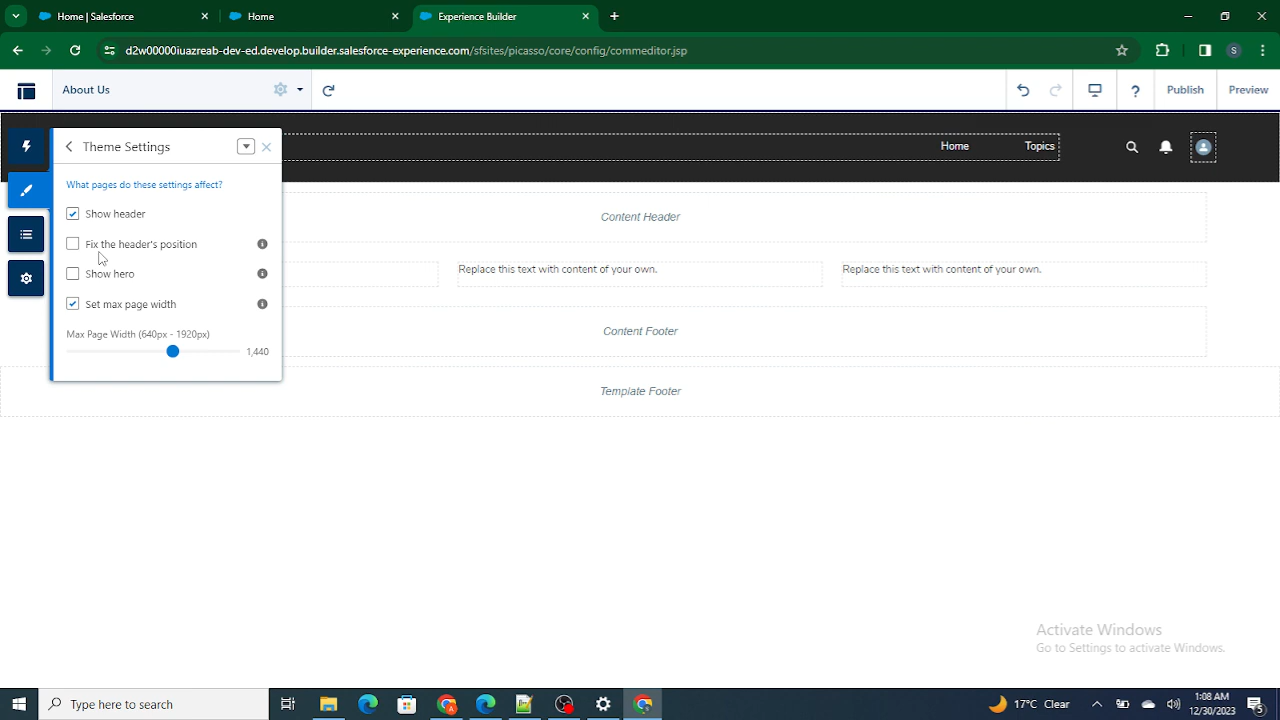 Home | Salesforce
Home
Experience Builder
d2w00000iuazreab-dev-ed.develop.builder.salesforce-experience.com/sfsites/picasso/core/config/commeditor.jsp
S
About Us
?
Publish
Preview
Theme Settings
Home
Topics
What pages do these settings affect?
Show header
Content Header
Fix the header's position
Show hero
Replace this text with content of your own.
Replace this text with content of your own.
Set max page width
Max Page Width (640px - 1920px)
Content Footer
1,440
Template Footer
Activate Windows
Go to Settings to activate Windows.
Type here to search
17°C Clear
1:08 AM
12/30/2023